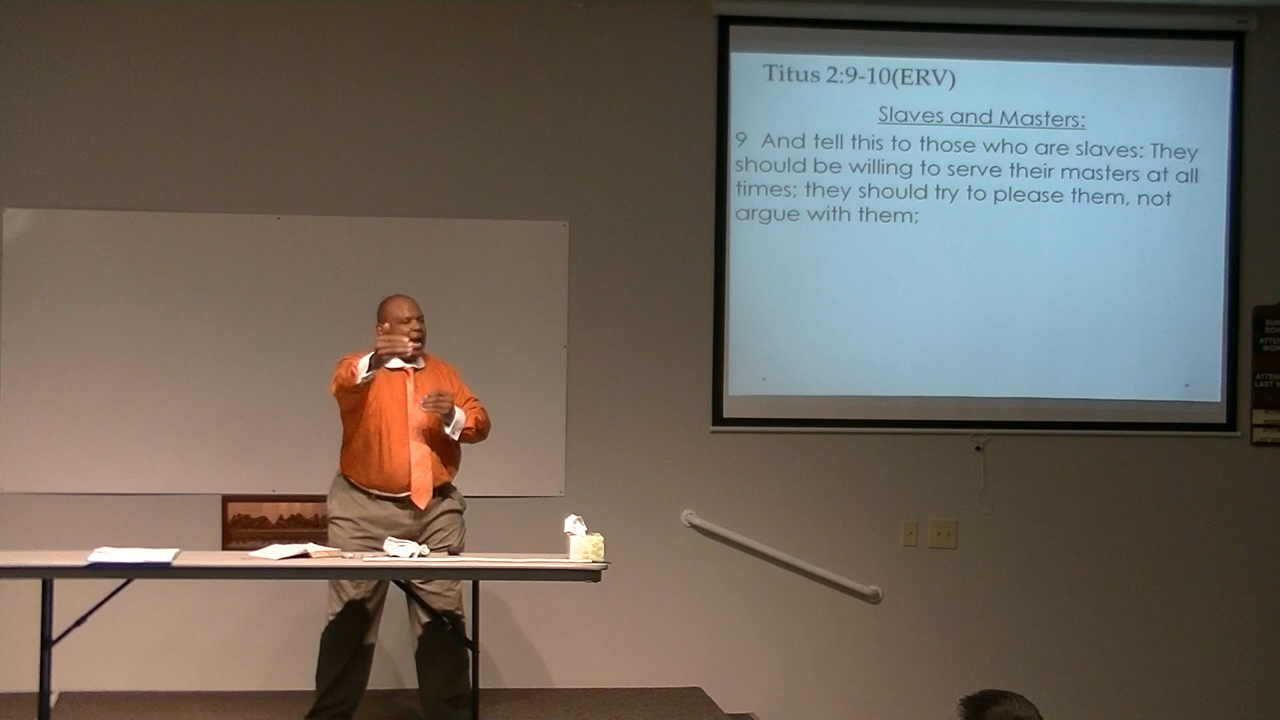 Titus 2:9-10(ERV)
Slaves and Masters:
9 And tell this to those who are slaves: They
should be willing to serve their masters at all
times; they should try to please them, not
argue with them;